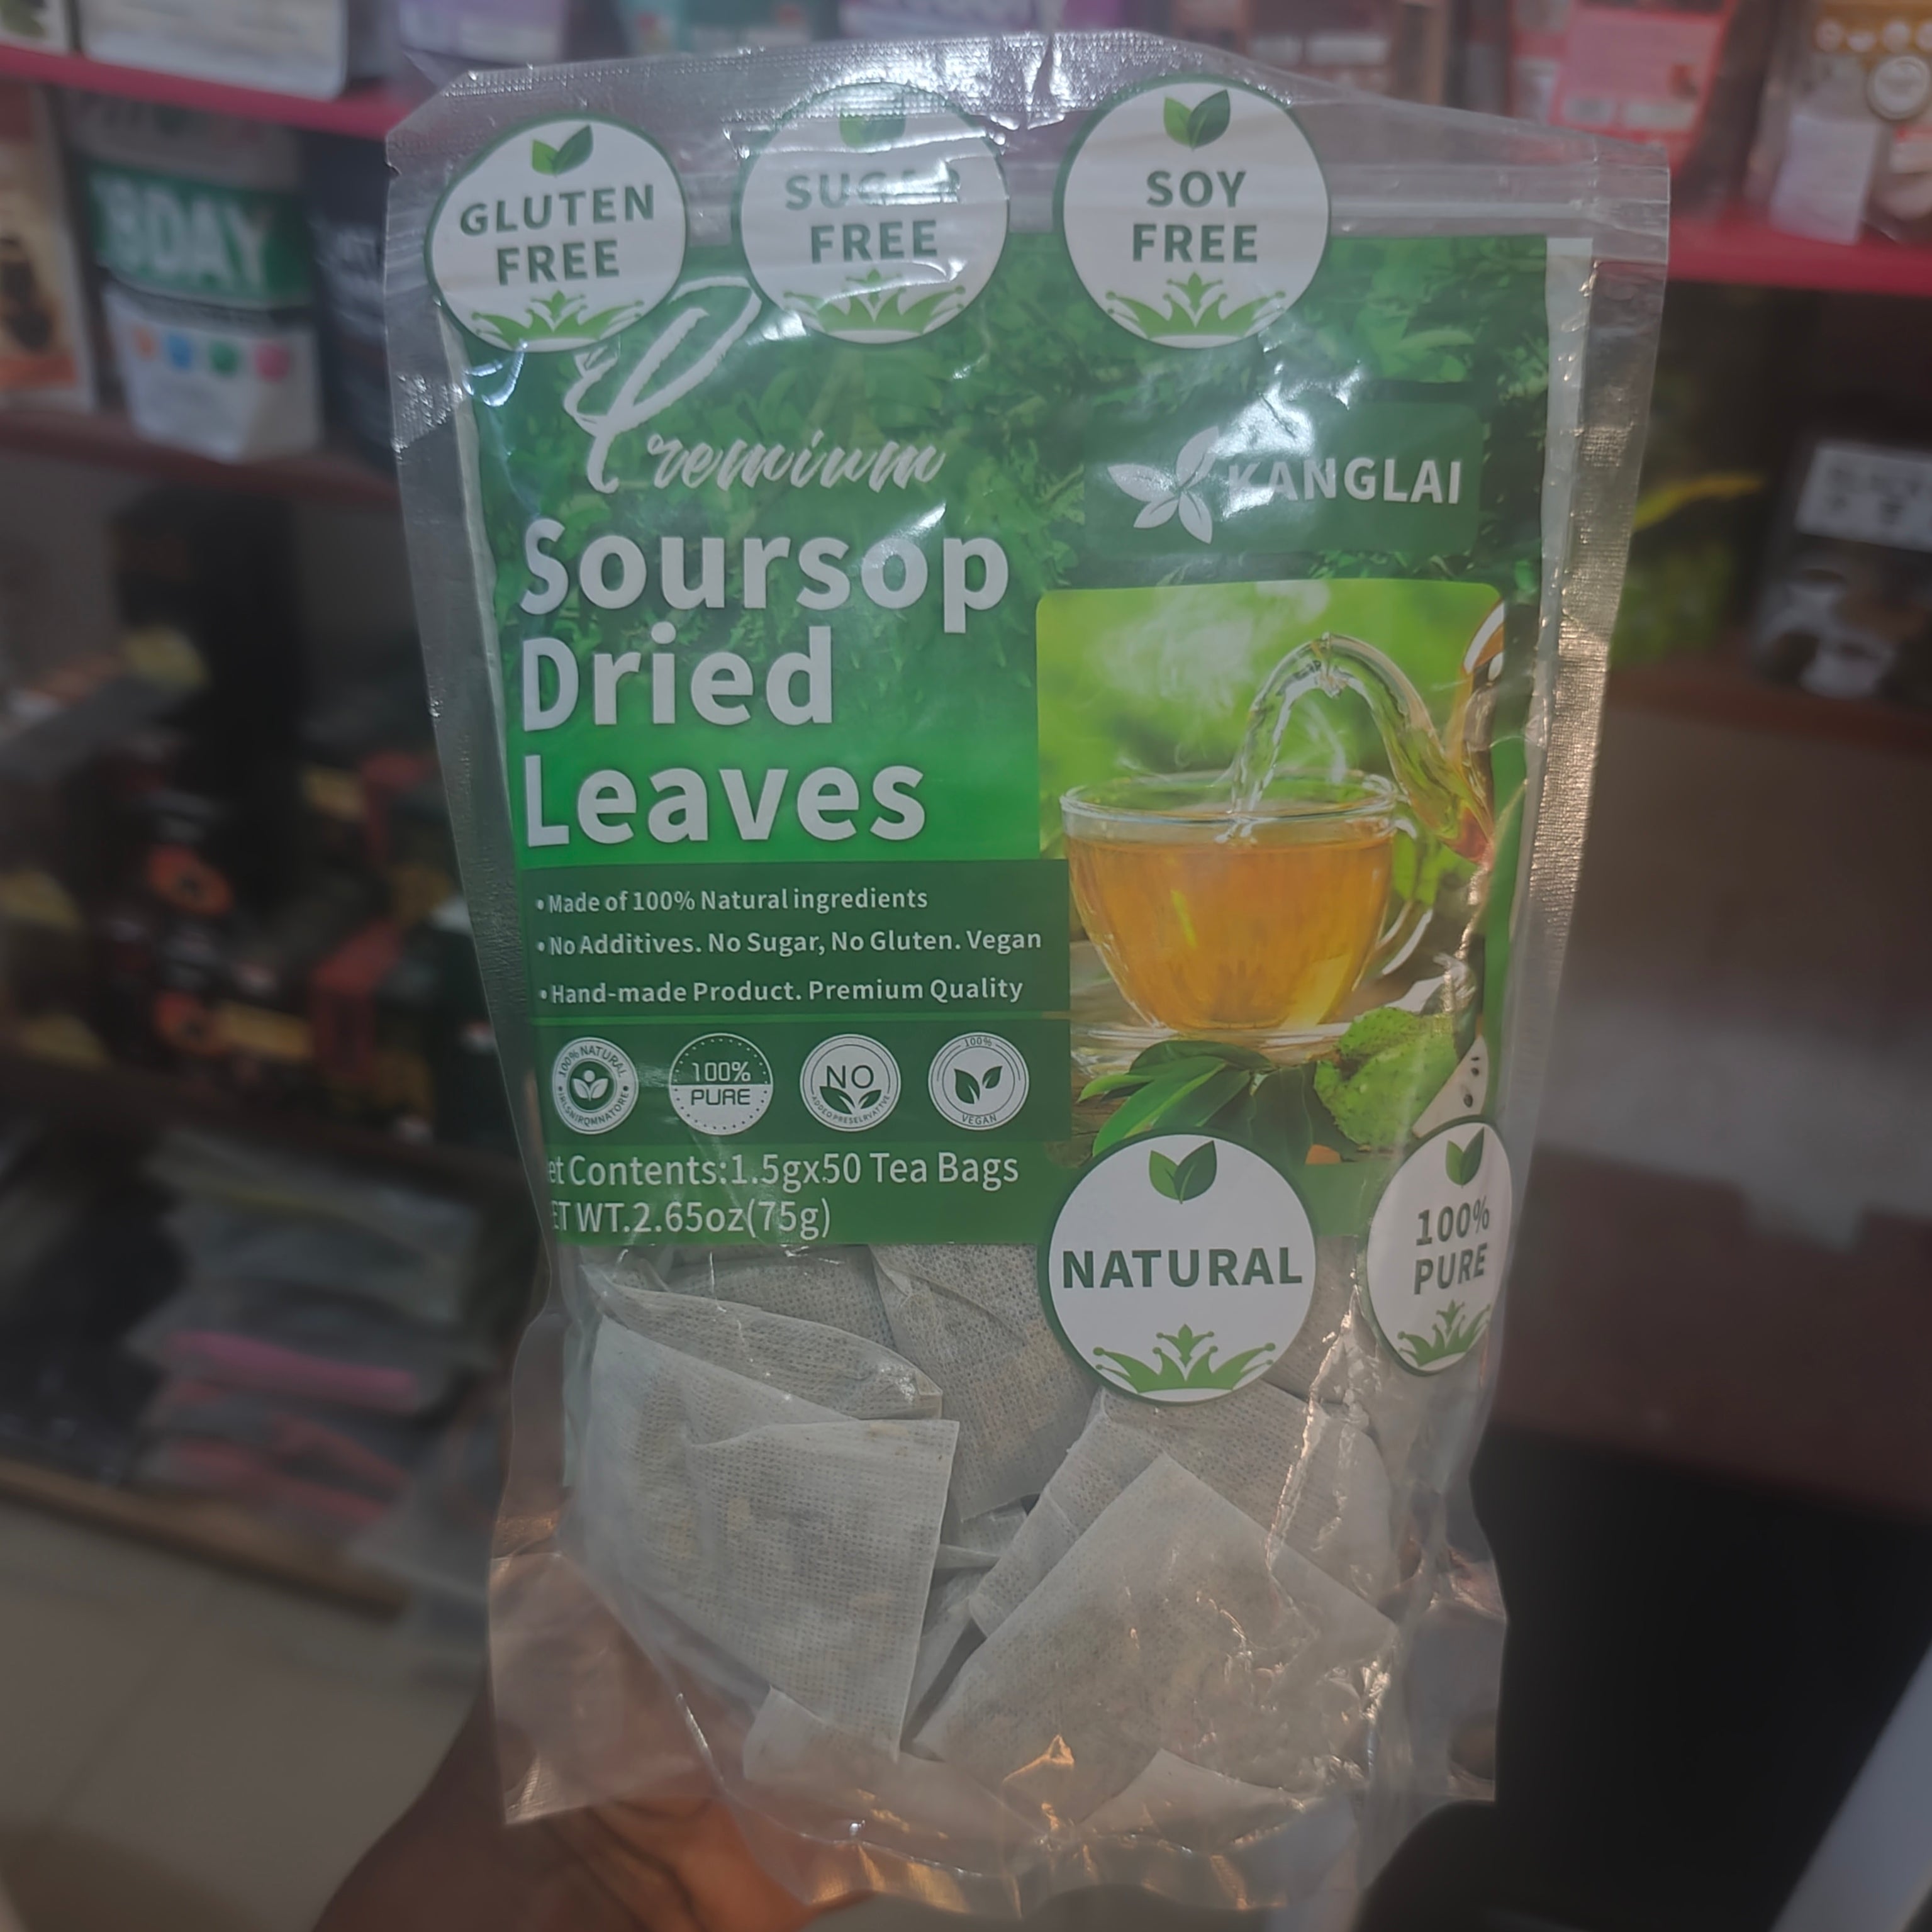 GLUTEN
FREE
SUGAR
FREE
SOY
FREE
Premium
KANGLAI
Soursop
Dried
Leaves
•Made of 100% Natural ingredients
•No Additives. No Sugar, No Gluten. Vegan
•Hand-made Product. Premium Quality
100% NATURAL
100%
PURE
NO
100%
VEGAN
et Contents:1.5gx50 Tea Bags
ET WT.2.65oz(75g)
NATURAL
100%
PURE